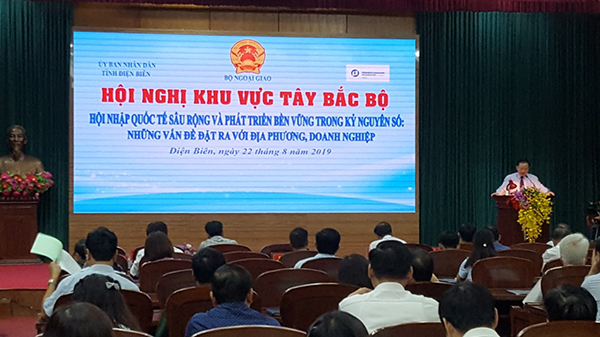 ỦY BAN NHÂN DÂN
TỈNH ĐIỆN BIÊN
BỘ NGOẠI GIAO
HỘI NGHỊ KHU VỰC TÂY BẮC BỘ
HỘI NHẬP QUỐC TẾ SÂU RỘNG VÀ PHÁT TRIỂN BỀN VỮNG TRONG KỶ NGUYÊN SỐ:
NHỮNG VẤN ĐỀ ĐẶT RA VỚI ĐỊA PHƯƠNG, DOANH NGHIỆP
Điện Biên, ngày 22 tháng 8 năm 2019